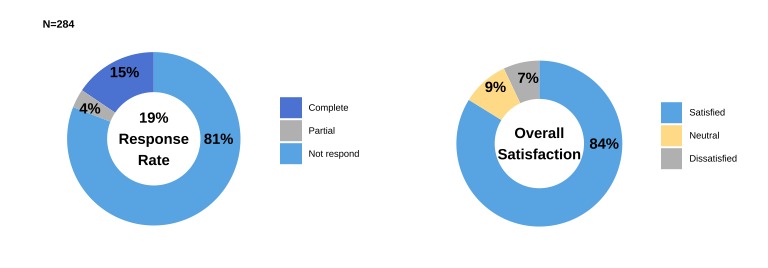 N=284
15%
4%
81%
19%
Response
Rate
Complete
Partial
Not respond
7%
9%
84%
Overall
Satisfaction
Satisfied
Neutral
Dissatisfied